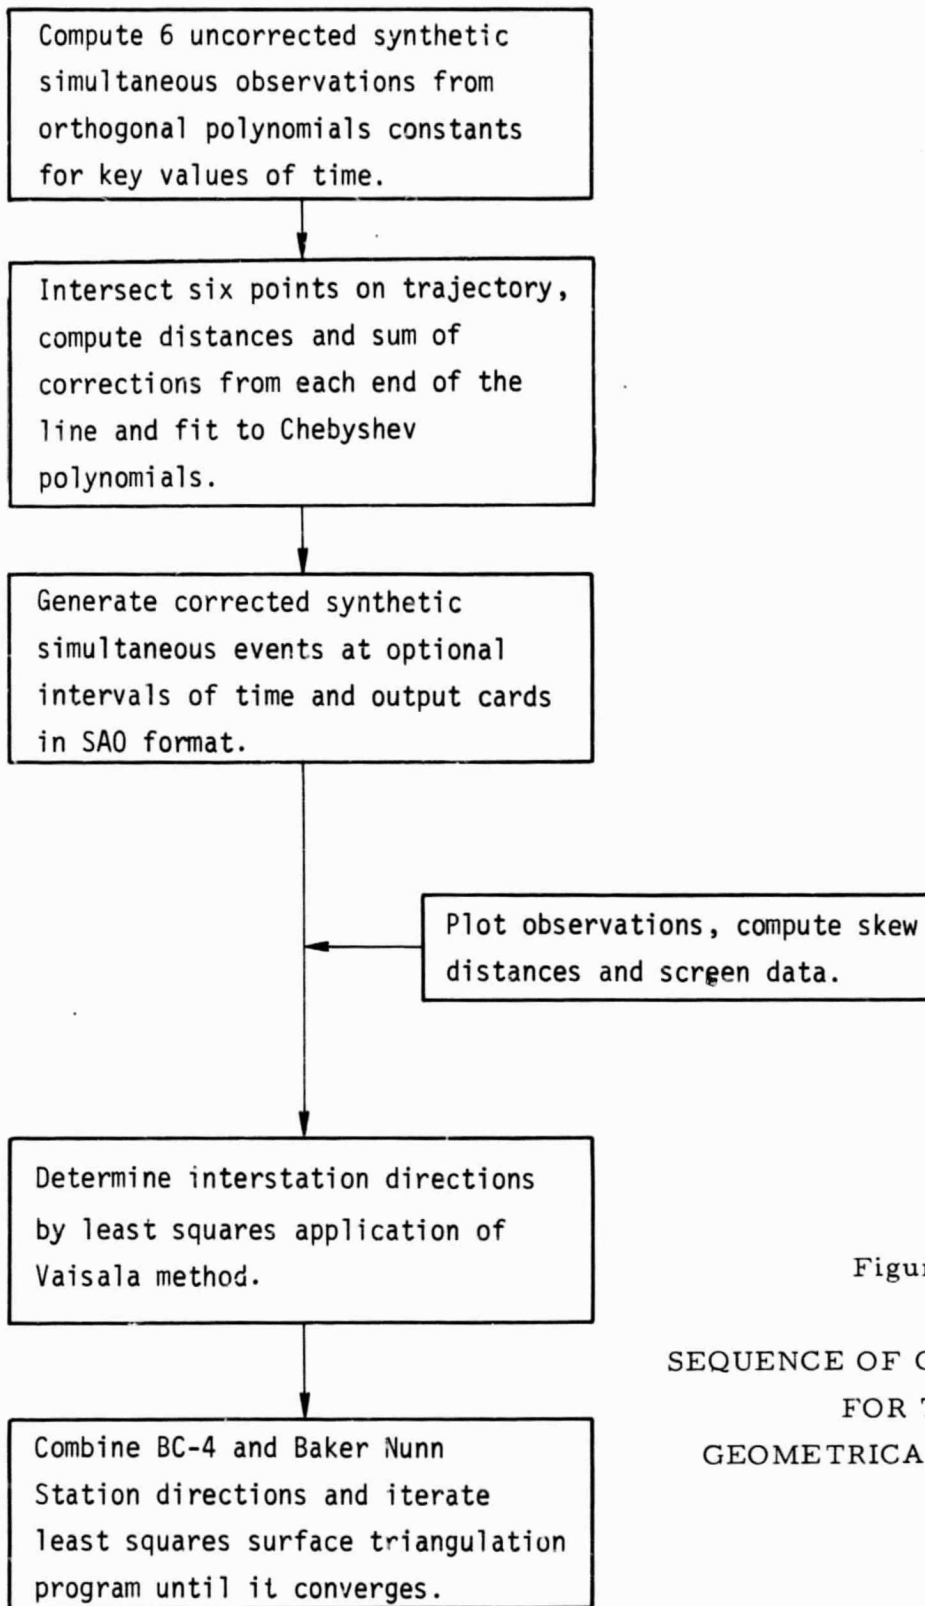 Compute 6 uncorrected synthetic
simultaneous observations from
orthogonal polynomials constants
for key values of time.
Intersect six points on trajectory,
compute distances and sum of
corrections from each end of the
line and fit to Chebyshev
polynomials.
Generate corrected synthetic
simultaneous events at optional
intervals of time and output cards
in SAO format.
Plot observations, compute skew
distances and screen data.
Determine interstation directions
by least squares application of
Vaisala method.
Combine BC-4 and Baker Nunn
Station directions and iterate
least squares surface triangulation
program until it converges.
SEQUENCE OF
FOR